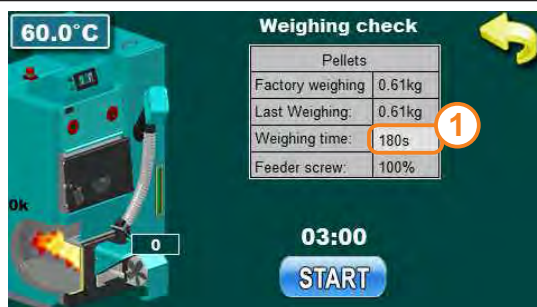 60.0°C
Weighing check
Pellets
Factory weighing 0.61kg
Last Weighing: 0.61kg
Weighing time: 180s
1
Feeder screw: 100%
0k
0
03:00
START